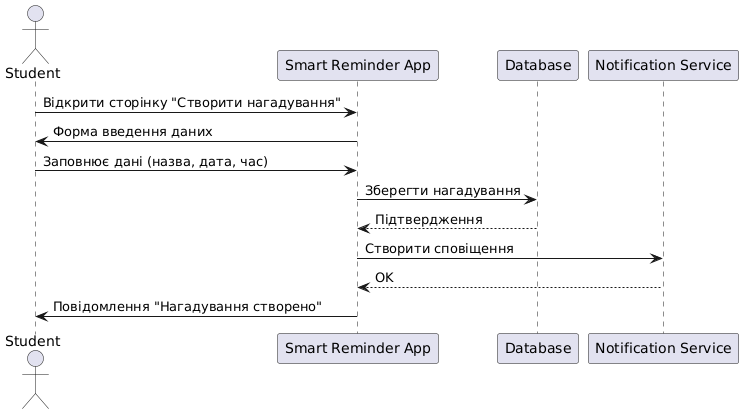 Student
Smart Reminder App
Database
Notification Service
Відкрити сторінку "Створити нагадування"
Форма введення даних
Заповнює дані (назва, дата, час)
Зберегти нагадування
Підтвердження
Створити сповіщення
OK
Повідомлення "Нагадування створено"
Student
Smart Reminder App
Database
Notification Service